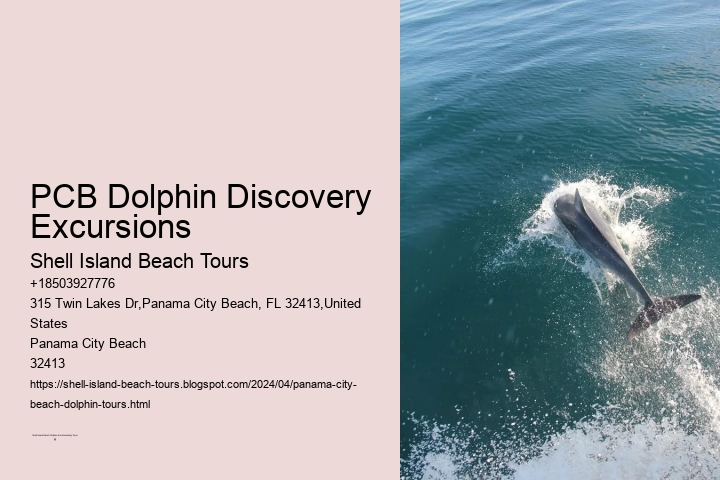 PCB Dolphin Discovery
Excursions
Shell Island Beach Tours
+18503927776
315 Twin Lakes Dr,Panama City Beach, FL 32413,United
States
Panama City Beach
32413
https://shell-island-beach-tours.blogspot.com/2024/04/panama-city-
beach-dolphin-tours.html